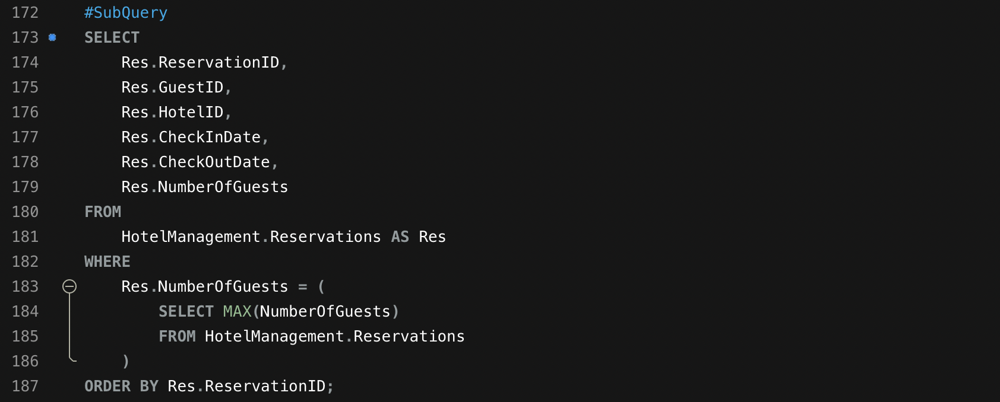 172 #SubQuery
173 SELECT
174 Res.ReservationID,
175 Res.GuestID,
176 Res.HotelID,
177 Res.CheckInDate,
178 Res.CheckOutDate,
179 Res.NumberOfGuests
180 FROM
181 HotelManagement.Reservations AS Res
182 WHERE
183 Res.NumberOfGuests = (
184 SELECT MAX(NumberOfGuests)
185 FROM HotelManagement.Reservations
186 )
187 ORDER BY Res.ReservationID;